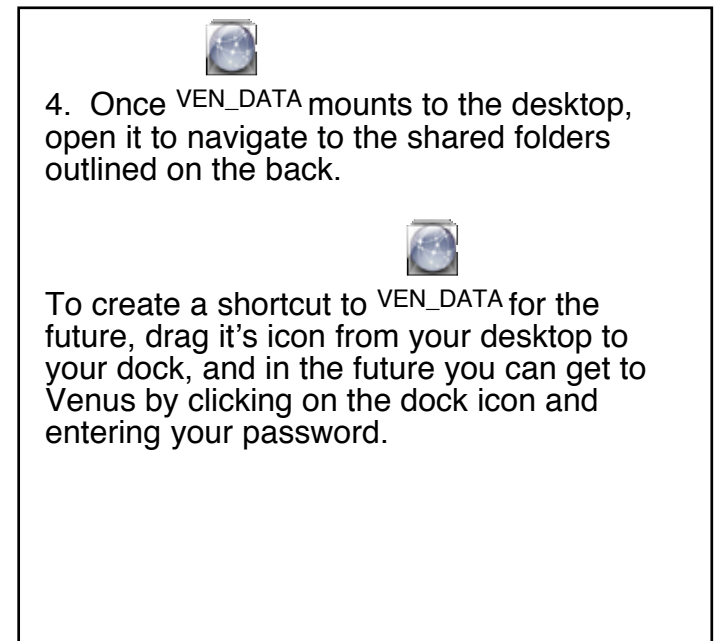 4.  Once VEN_DATA mounts to the desktop,
open it to navigate to the shared folders
outlined on the back.
To create a shortcut to VEN_DATA for the
future, drag it’s icon from your desktop to
your dock, and in the future you can get to
Venus by clicking on the dock icon and
entering your password.